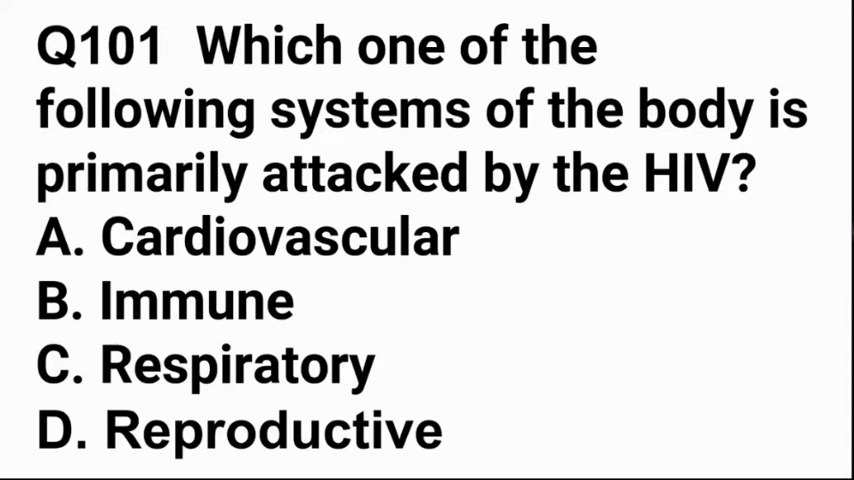 Q101 Which one of the
following systems of the body is
primarily attacked by the HIV?
A. Cardiovascular
B. Immune
C. Respiratory
D. Reproductive